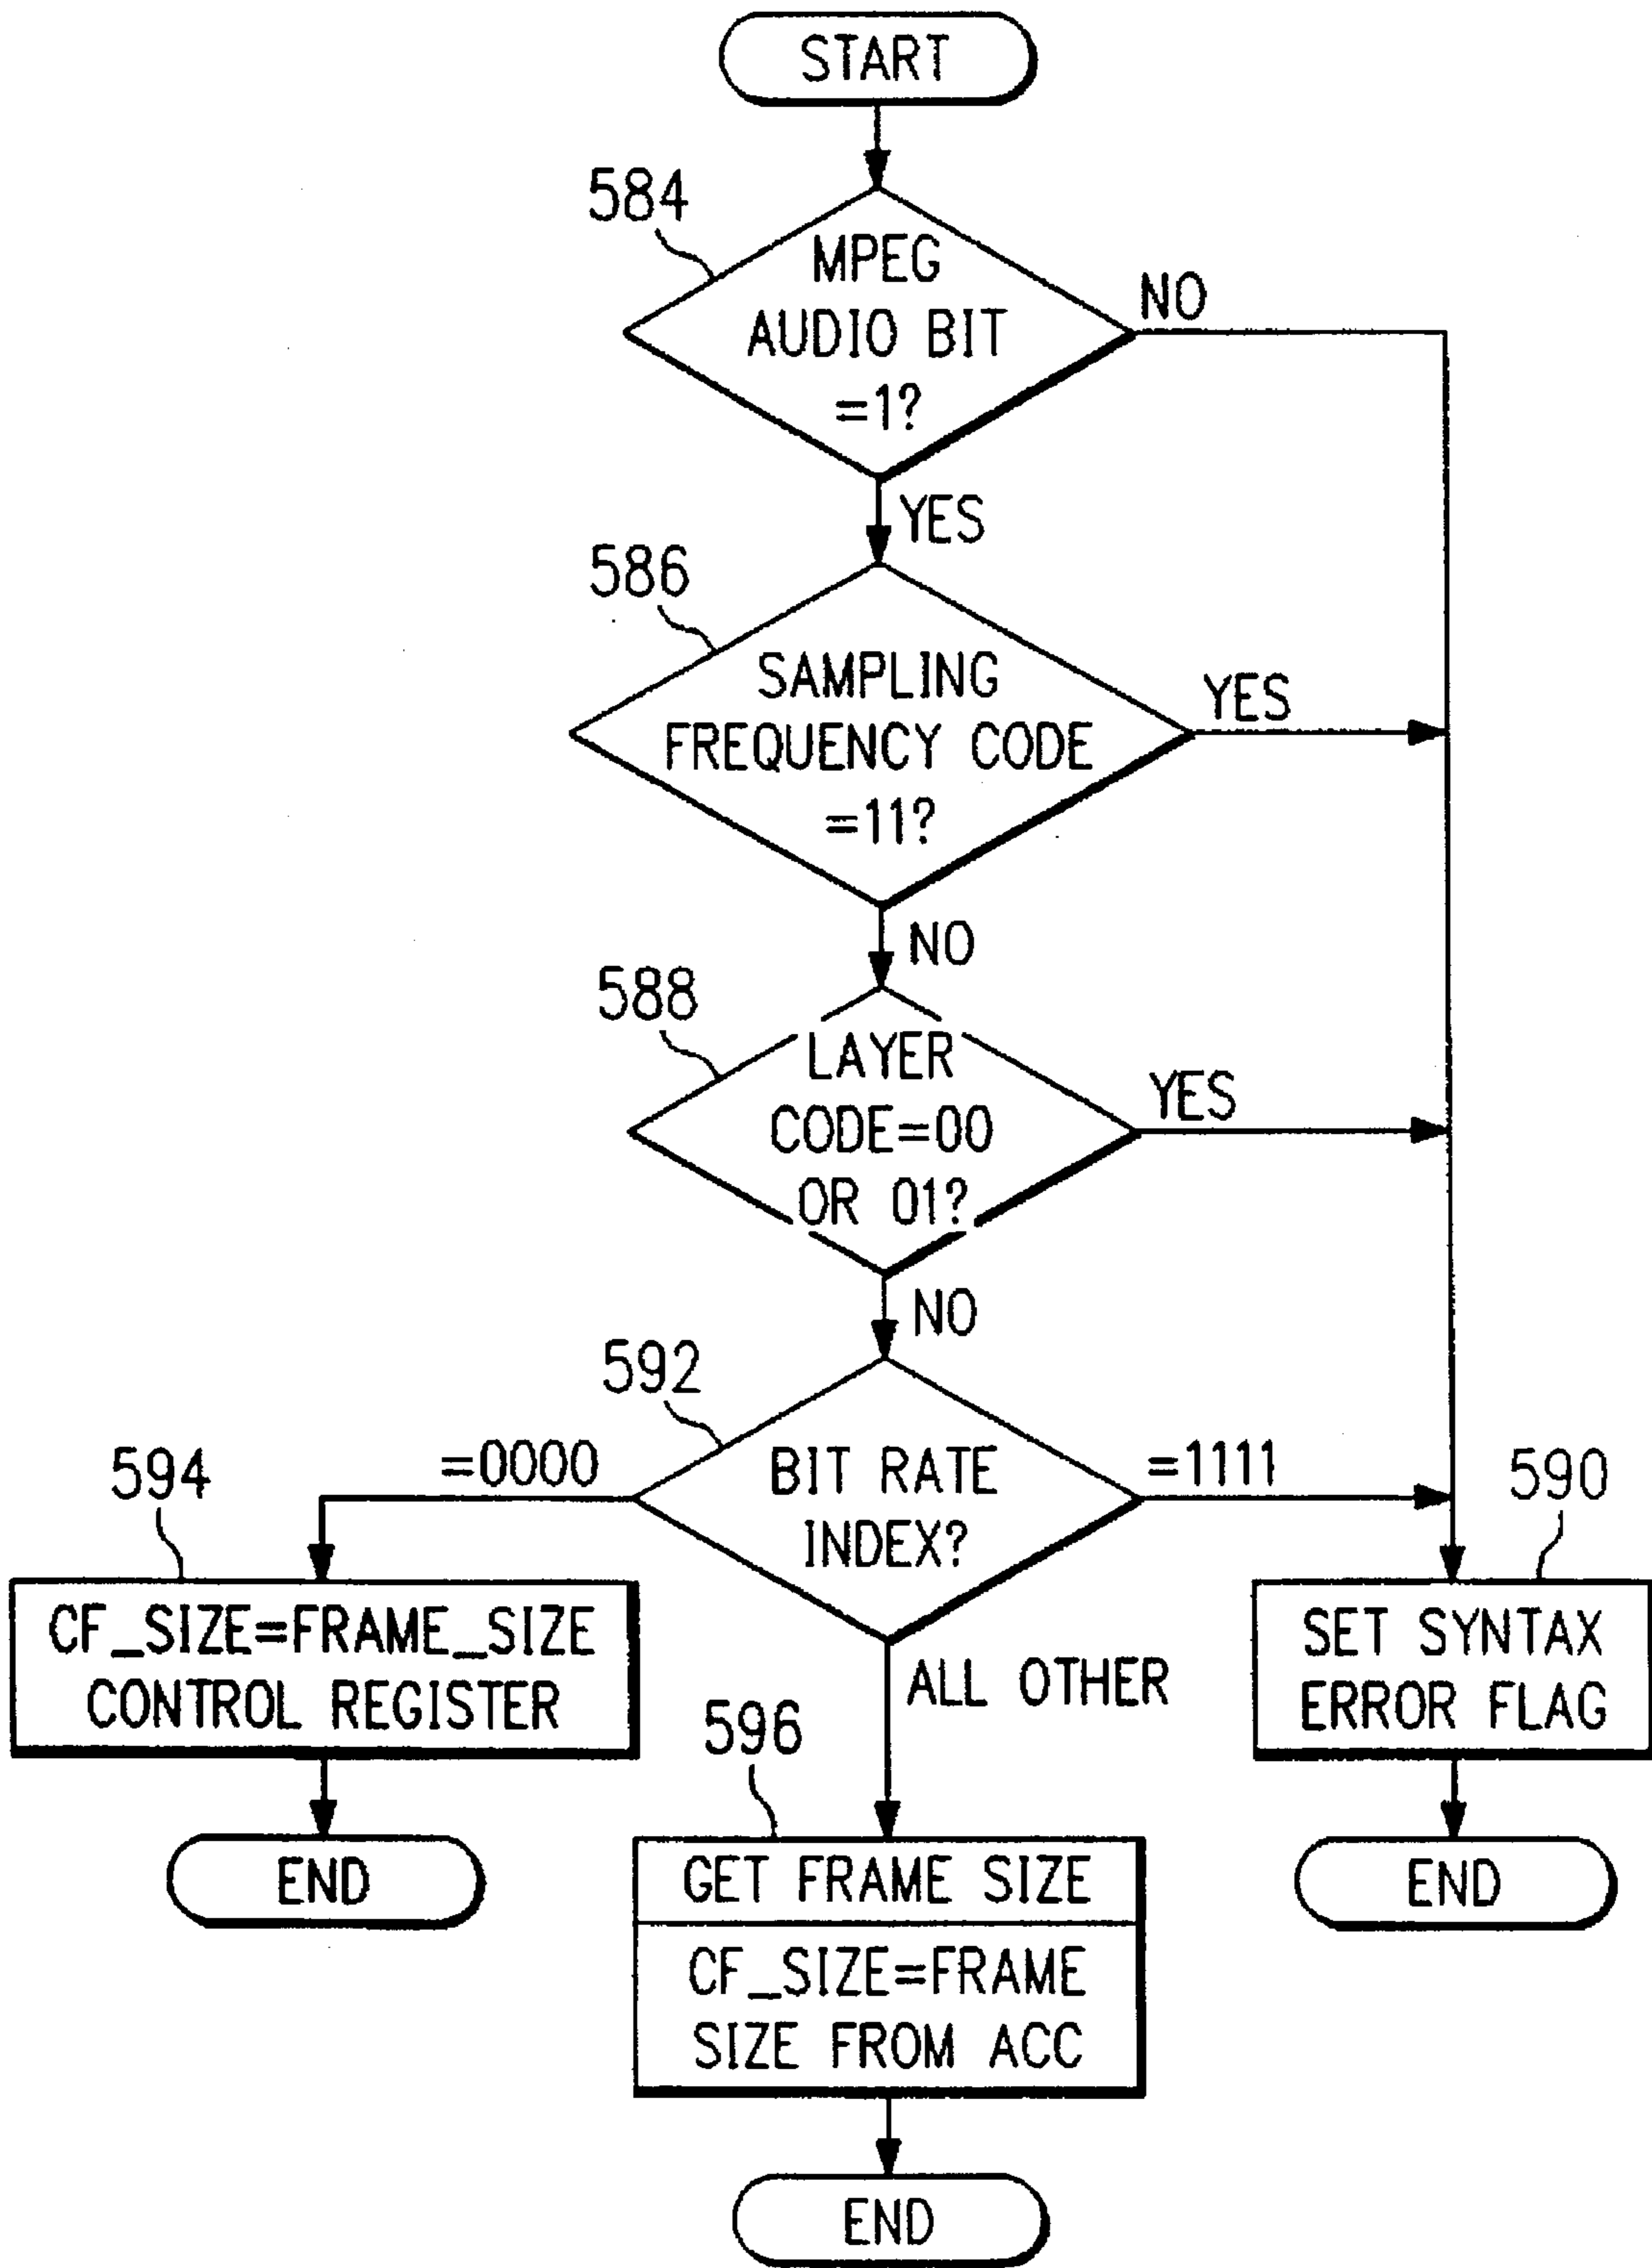 START
584
MPEG
AUDIO BIT
=1?
NO
YES
586
SAMPLING
FREQUENCY CODE
=11?
YES
NO
588
LAYER
CODE=00
OR 01?
YES
NO
592
BIT RATE
INDEX?
=0000
=1111
ALL OTHER
594
CF_SIZE=FRAME_SIZE
CONTROL REGISTER
END
596
GET FRAME SIZE
CF_SIZE=FRAME
SIZE FROM ACC
END
590
SET SYNTAX
ERROR FLAG
END